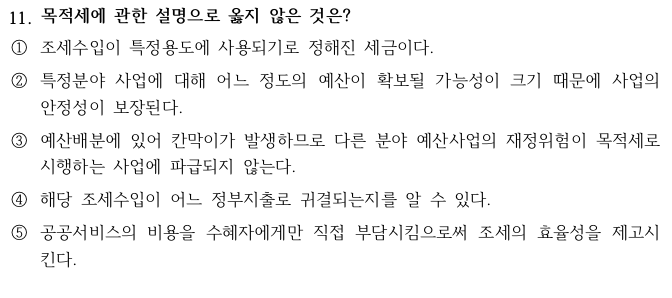 11. 목적세에 관한 설명으로 옳지 않은 것은?
① 조세수입이 특정용도에 사용되기로 정해진 세금이다.
② 특정분야 사업에 대해 어느 정도의 예산이 확보될 가능성이 크기 때문에 사업의
안정성이 보장된다.
③ 예산배분에 있어 칸막이가 발생하므로 다른 분야 예산사업의 재정위험이 목적세로
시행하는 사업에 파급되지 않는다.
④ 해당 조세수입이 어느 정부지출로 귀결되는지를 알 수 있다.
⑤ 공공서비스의 비용을 수혜자에게만 직접 부담시킴으로써 조세의 효율성을 제고시
킨다.